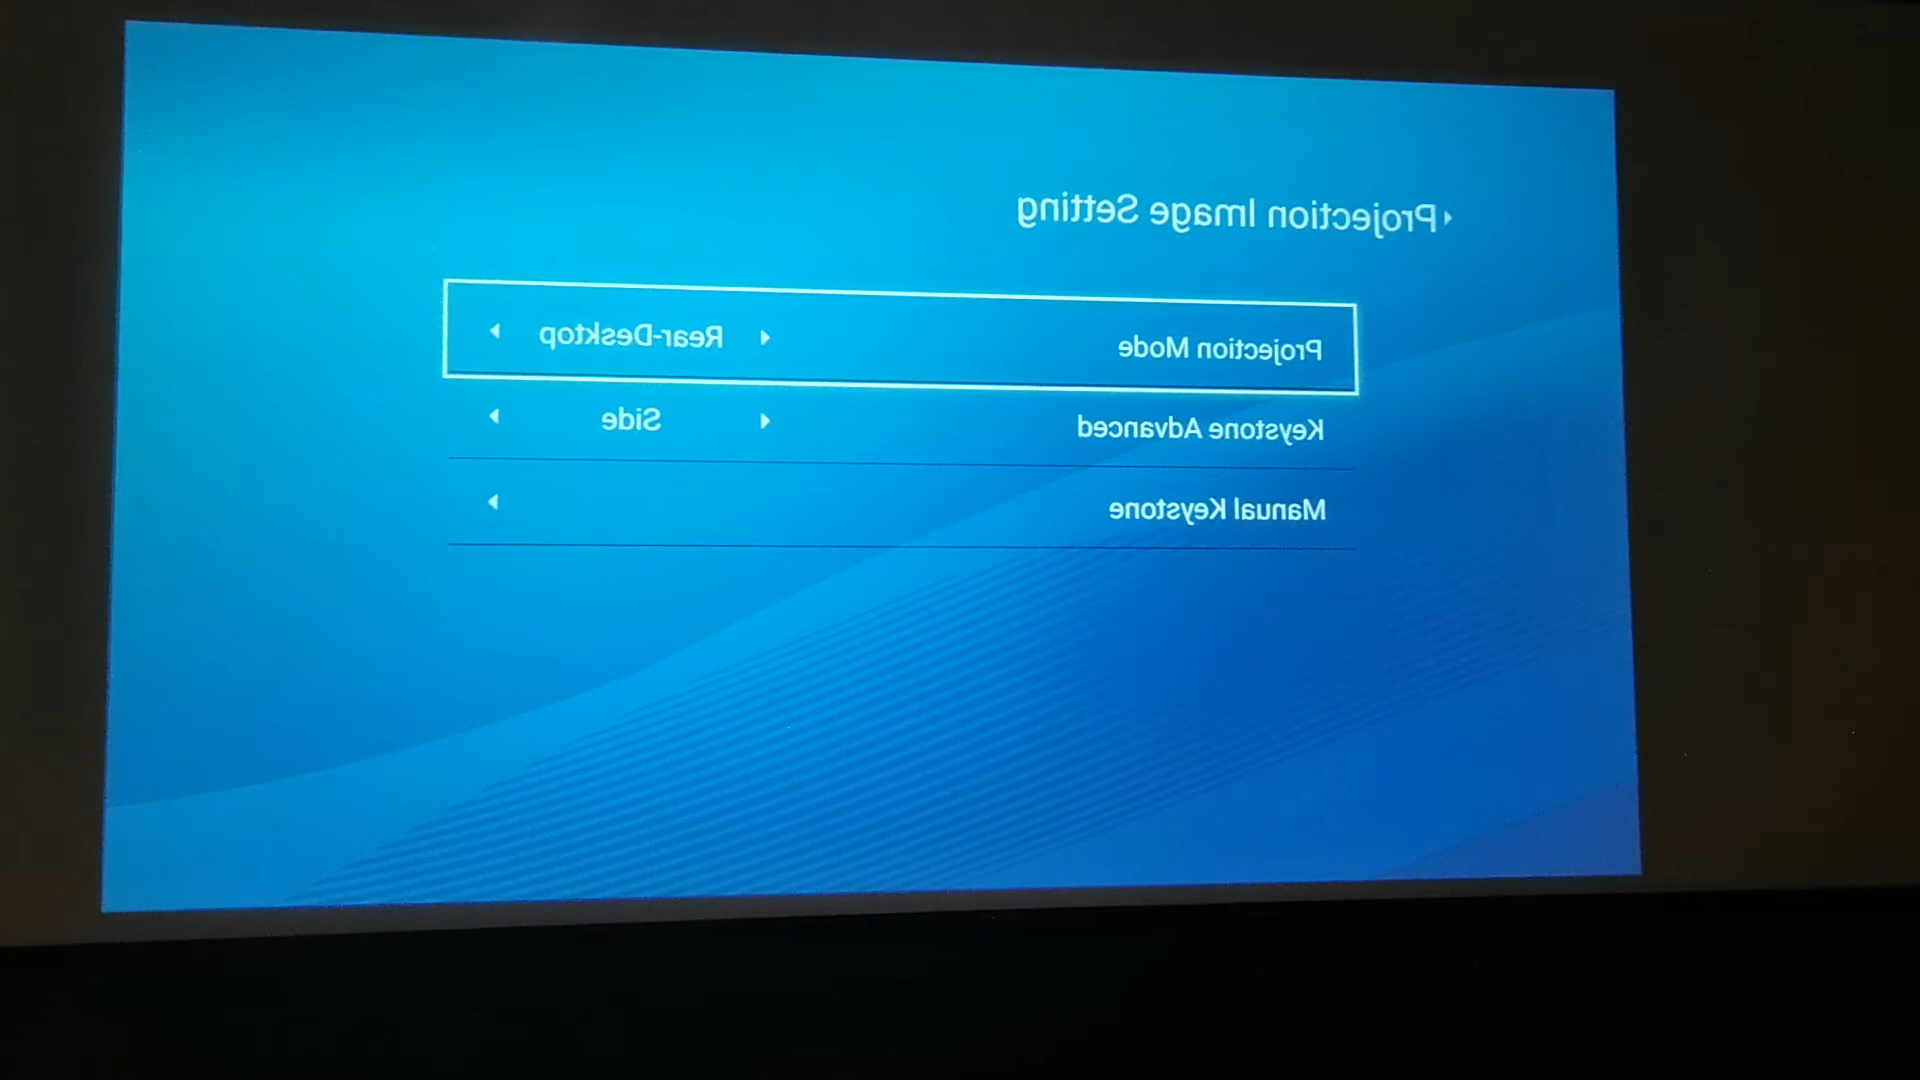 Projection Image Setting
Projection Mode Rear-Desktop
Keystone Advanced Side
Manual Keystone